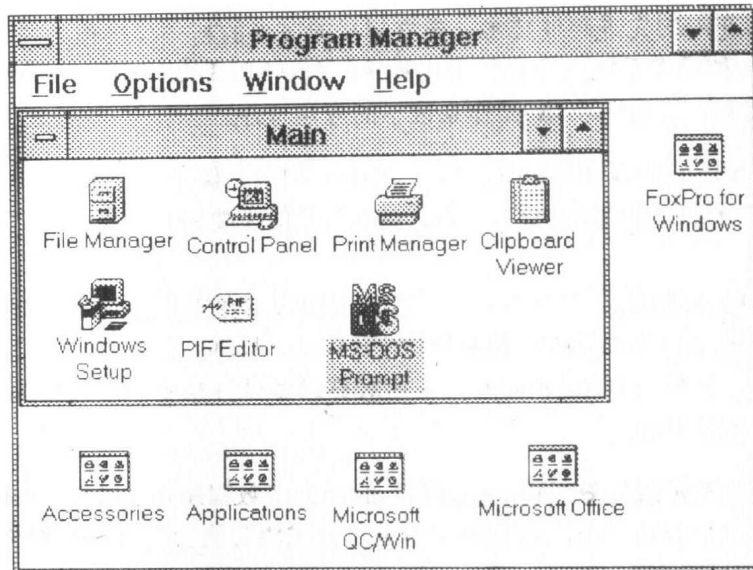 Program Manager
File Options Window Help
Main
File Manager Control Panel Print Manager Clipboard
Viewer
FoxPro for
Windows
Windows
Setup
PIF Editor
MS-DOS
Prompt
Accessories Applications Microsoft
QC/Win
Microsoft Office